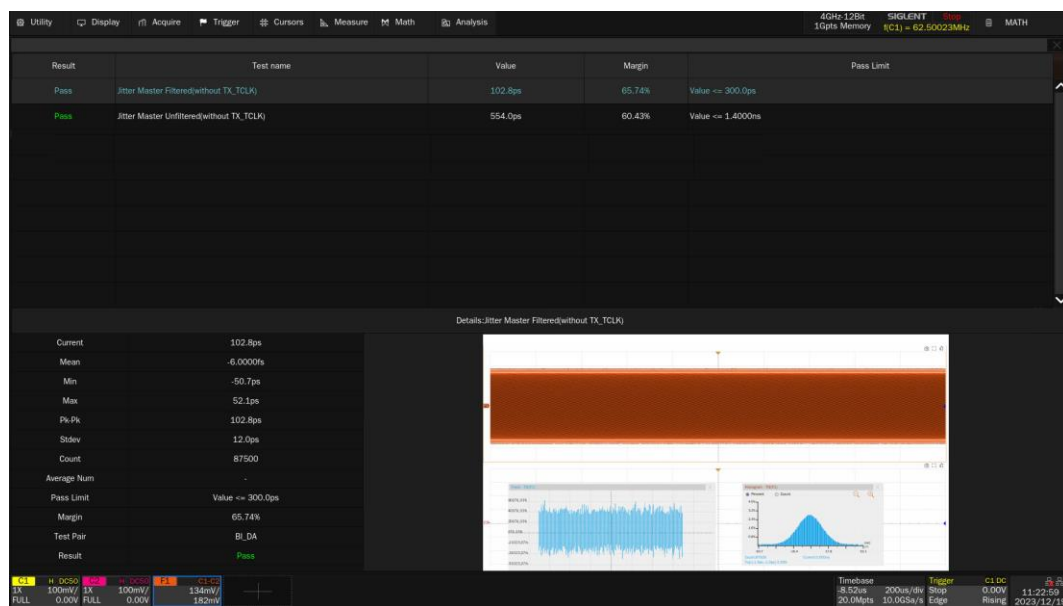 Utility Display Acquire Trigger Cursors Measure Math Analysis 4GHz-12Bit SIGLENT Stop MATH
1Gpts Memory f(C1) = 62.50023MHz
Result Test name Value Margin Pass Limit
Pass Jitter Master Filtered(without TX_TCLK) 102.8ps 65.74% Value <= 300.0ps
Pass Jitter Master Unfiltered(without TX_TCLK) 554.0ps 60.43% Value <= 1.4000ns
Details:Jitter Master Filtered(without TX_TCLK)
Current 102.8ps
Mean -6.0000fs
Min -50.7ps
Max 52.1ps
Pk-Pk 102.8ps
Stdev 12.0ps
Count 87500
Average Num -
Pass Limit Value <= 300.0ps
Margin 65.74%
Test Pair BI_DA
Result Pass
C1 H DC50 C2 H DC50 F1 C1-C2 Timebase Trigger C1 DC
1X 100mV/ 1X 100mV/ 134mV/ -8.52us 200us/div Stop 0.00V 11:22:59
FULL 0.00V FULL 0.00V 182mV 20.0Mpts 10.0GSa/s Edge Rising